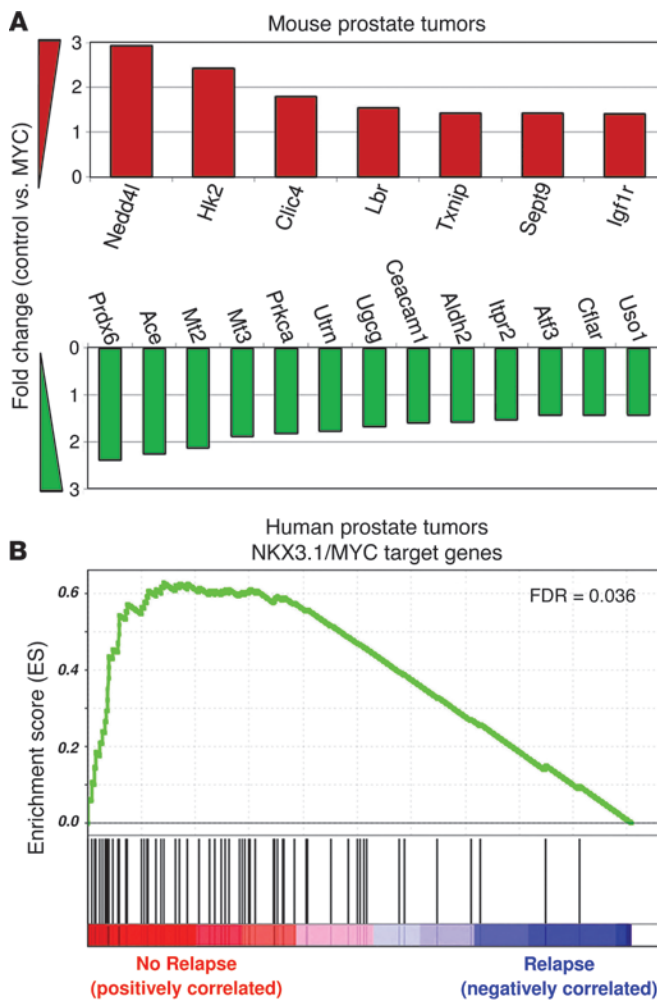 A
Mouse prostate tumors
Fold change (control vs. MYC)
3
2
1
0
Nedd4l
Hk2
Clic4
Lbr
Txnip
Sept9
Igf1r
Prdx6
Ace
Mt2
Mt3
Prkca
Utrn
Ugcg
Ceacam1
Aldh2
Itpr2
Atf3
Cflar
Uso1
0
1
2
3
B
Human prostate tumors
NKX3.1/MYC target genes
FDR = 0.036
Enrichment score (ES)
0.6
0.4
0.2
0.0
No Relapse
(positively correlated)
Relapse
(negatively correlated)